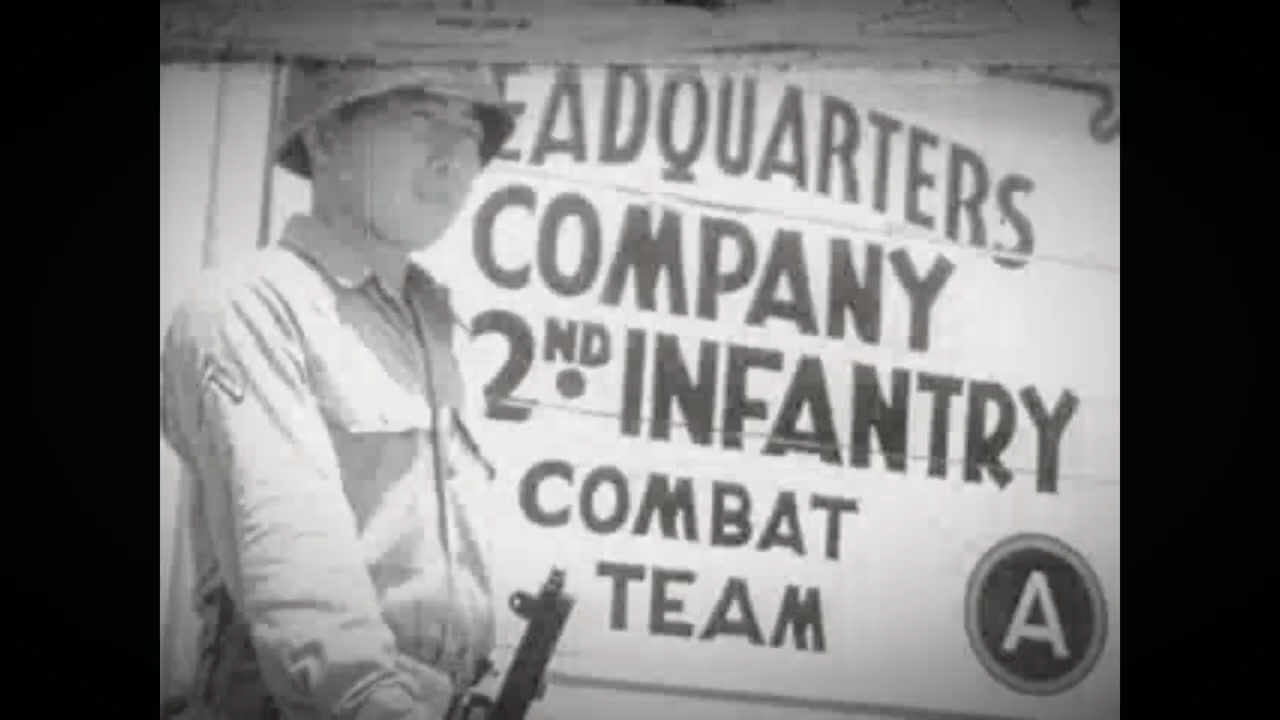 EADQUARTERS
COMPANY
2ND. INFANTRY
COMBAT
TEAM
A